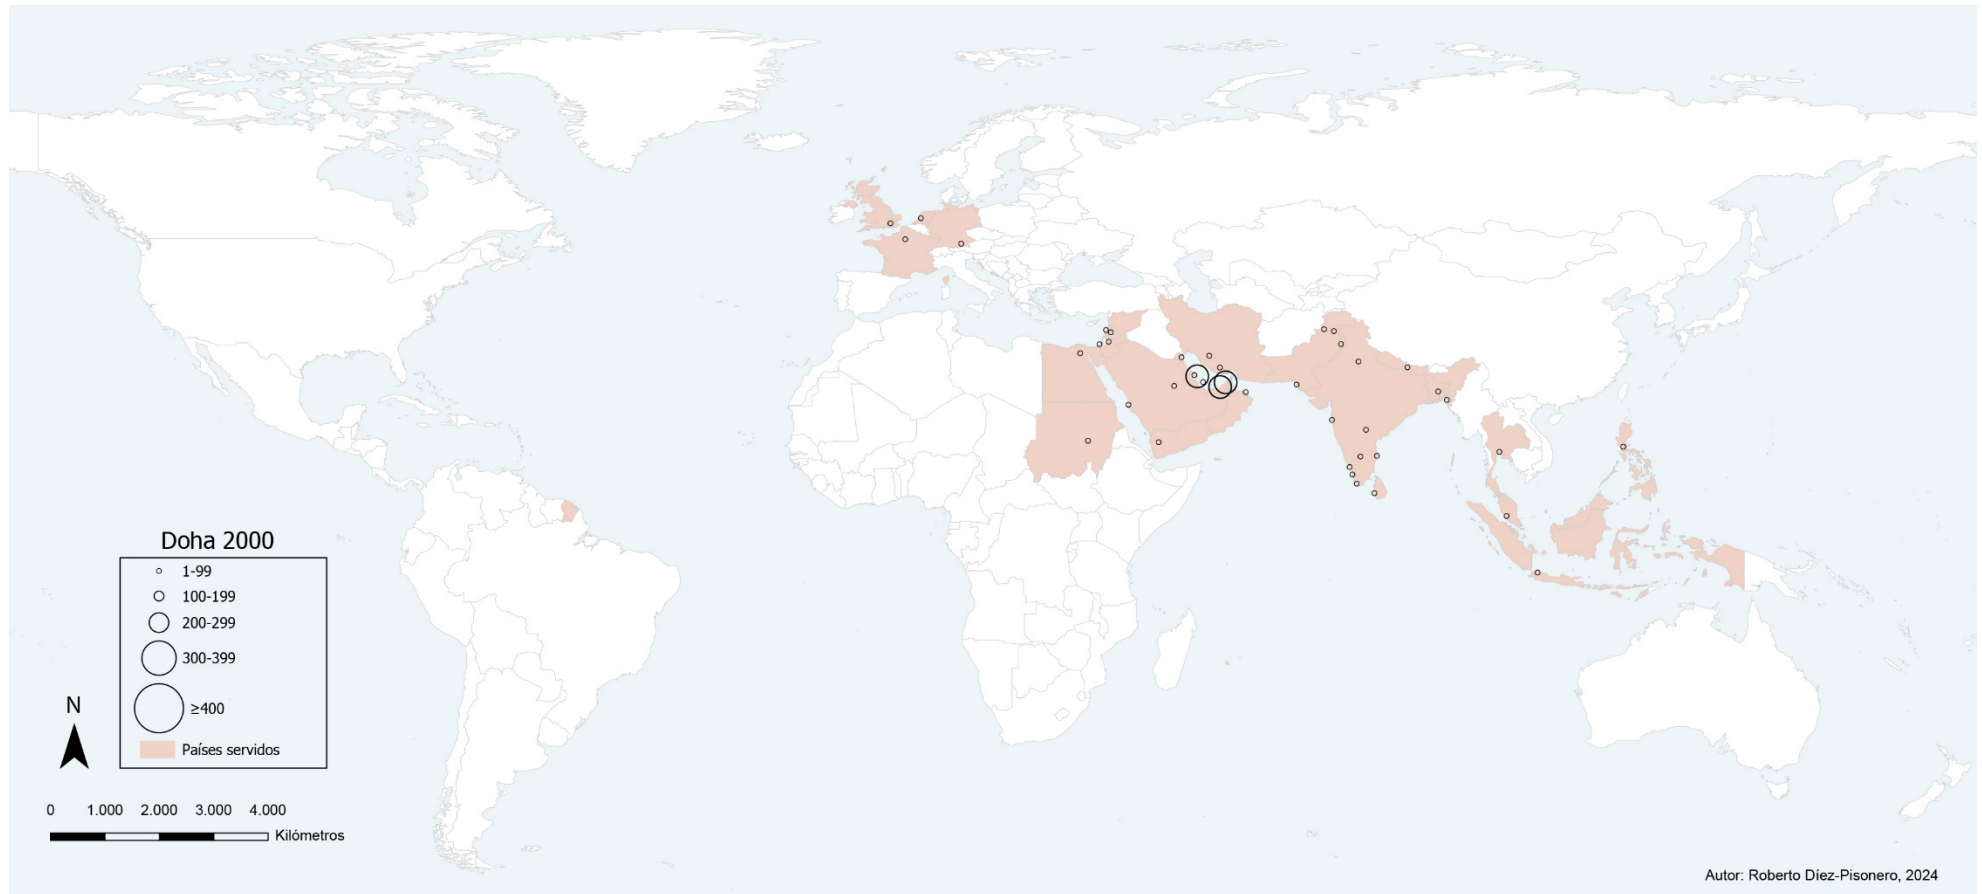 Doha 2000
1-99
100-199
200-299
300-399
≥400
Países servidos
N
0 1.000 2.000 3.000 4.000
Kilómetros
Autor: Roberto Díez-Pisonero, 2024